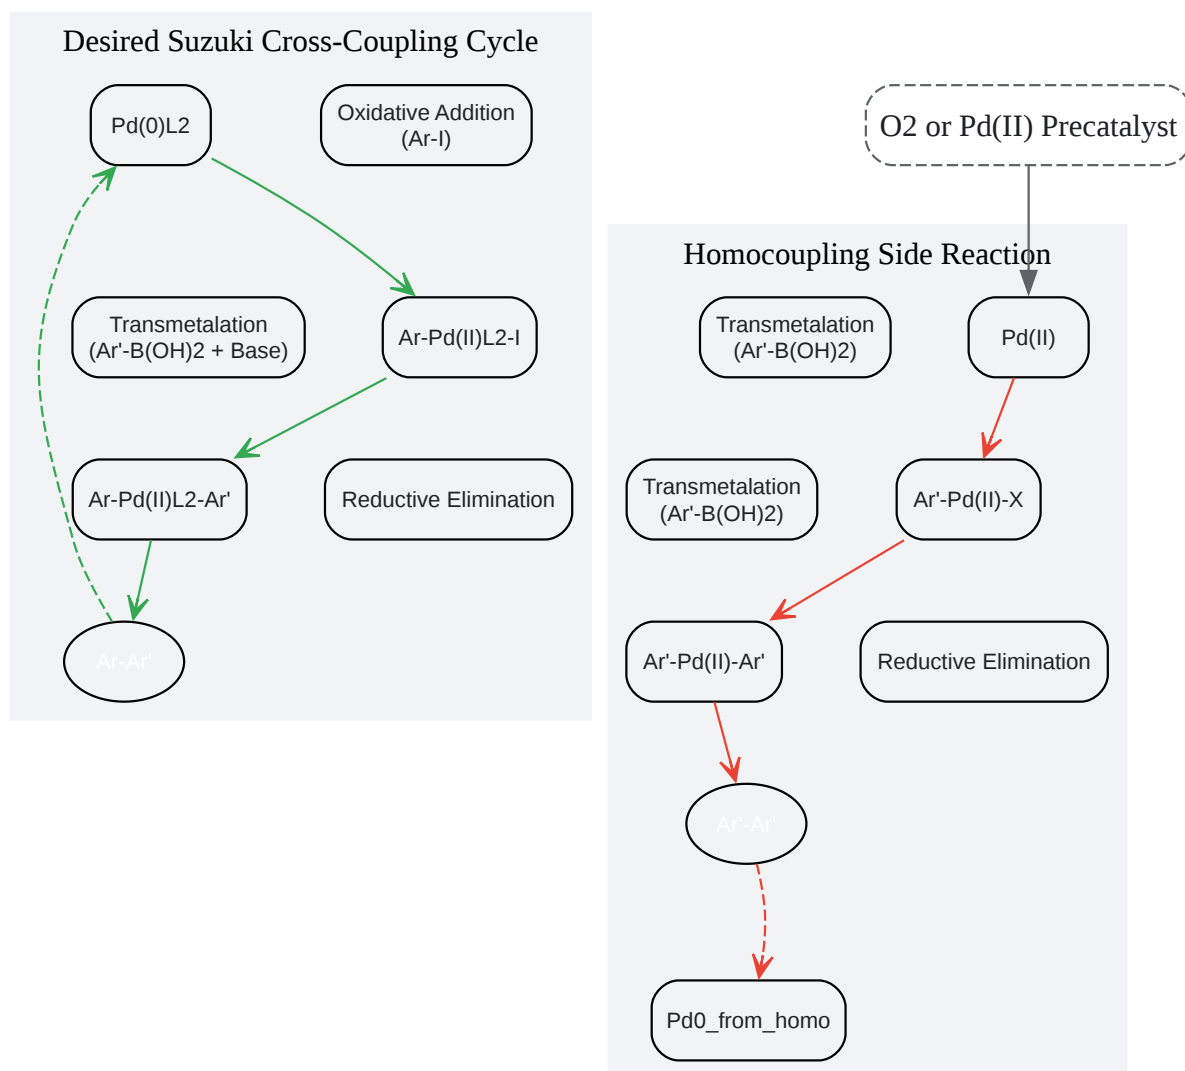 Desired Suzuki Cross-Coupling Cycle
Pd(0)L2
Oxidative Addition
(Ar-I)
O2 or Pd(II) Precatalyst
Homocoupling Side Reaction
Transmetalation
(Ar'-B(OH)2 + Base)
Ar-Pd(II)L2-I
Transmetalation
(Ar'-B(OH)2)
Pd(II)
Ar-Pd(II)L2-Ar'
Reductive Elimination
Transmetalation
(Ar'-B(OH)2)
Ar'-Pd(II)-X
Ar-Ar'
Ar'-Pd(II)-Ar'
Reductive Elimination
Ar'-Ar'
Pd0_from_homo